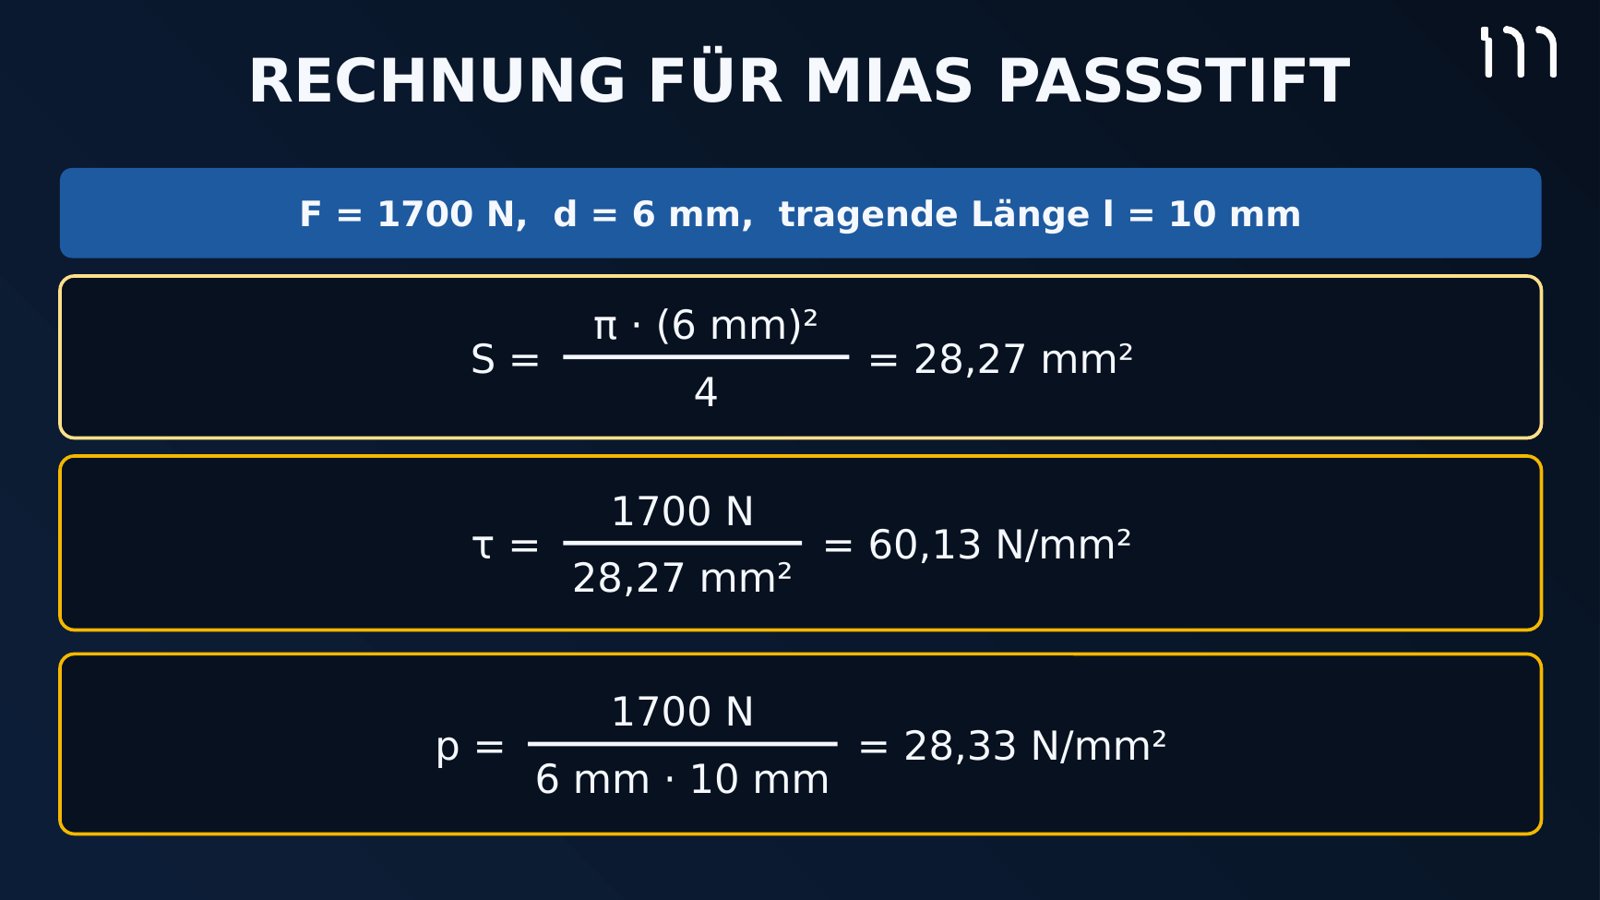 RECHNUNG FÜR MIAS PASSSTIFT
m
F = 1700 N, d = 6 mm, tragende Länge l = 10 mm
S = π · (6 mm)² / 4 = 28,27 mm²
τ = 1700 N / 28,27 mm² = 60,13 N/mm²
p = 1700 N / 6 mm · 10 mm = 28,33 N/mm²